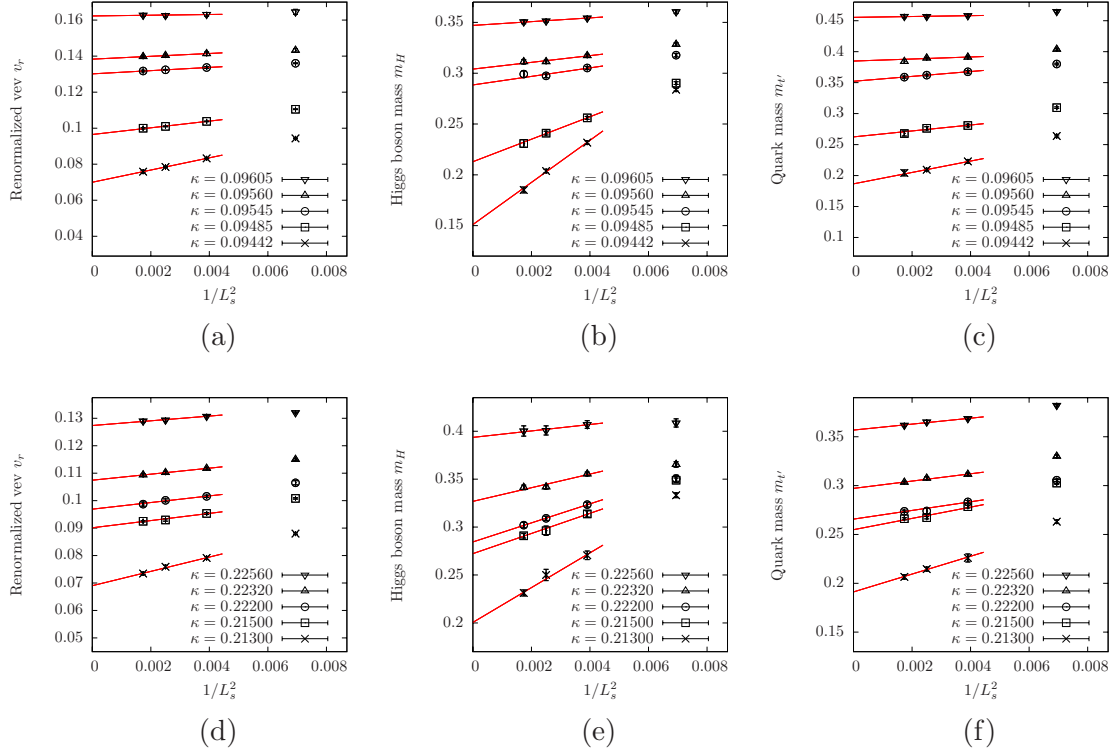 Renormalized vev v_r
0.16
0.14
0.12
0.1
0.08
0.06
0.04
κ = 0.09605
κ = 0.09560
κ = 0.09545
κ = 0.09485
κ = 0.09442
0 0.002 0.004 0.006 0.008
1/L_s^2
(a)
Higgs boson mass m_H
0.35
0.3
0.25
0.2
0.15
κ = 0.09605
κ = 0.09560
κ = 0.09545
κ = 0.09485
κ = 0.09442
0 0.002 0.004 0.006 0.008
1/L_s^2
(b)
Quark mass m_t'
0.45
0.4
0.35
0.3
0.25
0.2
0.15
0.1
κ = 0.09605
κ = 0.09560
κ = 0.09545
κ = 0.09485
κ = 0.09442
0 0.002 0.004 0.006 0.008
1/L_s^2
(c)
Renormalized vev v_r
0.13
0.12
0.11
0.1
0.09
0.08
0.07
0.06
0.05
κ = 0.22560
κ = 0.22320
κ = 0.22200
κ = 0.21500
κ = 0.21300
0 0.002 0.004 0.006 0.008
1/L_s^2
(d)
Higgs boson mass m_H
0.4
0.35
0.3
0.25
0.2
κ = 0.22560
κ = 0.22320
κ = 0.22200
κ = 0.21500
κ = 0.21300
0 0.002 0.004 0.006 0.008
1/L_s^2
(e)
Quark mass m_t'
0.35
0.3
0.25
0.2
0.15
κ = 0.22560
κ = 0.22320
κ = 0.22200
κ = 0.21500
κ = 0.21300
0 0.002 0.004 0.006 0.008
1/L_s^2
(f)